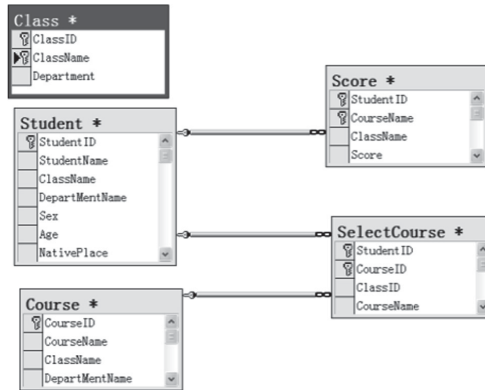 Class *
ClassID
ClassName
Department
Student *
StudentID
StudentName
ClassName
DepartMentName
Sex
Age
NativePlace
Course *
CourseID
CourseName
ClassName
DepartMentName
Score *
StudentID
CourseName
ClassName
Score
SelectCourse *
StudentID
CourseID
ClassID
CourseName